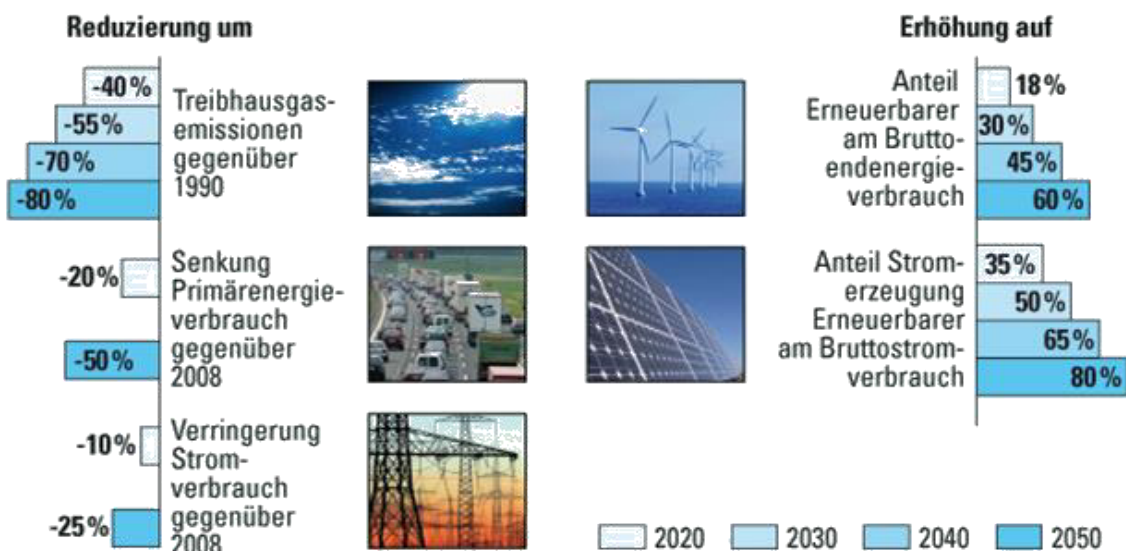 Reduzierung um
-40 %
-55 %
-70 %
-80 %
Treibhausgas-
emissionen
gegenüber
1990
-20 %
-50 %
Senkung
Primärenergie-
verbrauch
gegenüber
2008
-10 %
-25 %
Verringerung
Strom-
verbrauch
gegenüber
2008
Erhöhung auf
Anteil
Erneuerbarer
am Brutto-
endenergie-
verbrauch
18 %
30 %
45 %
60 %
Anteil Strom-
erzeugung
Erneuerbarer
am Bruttostrom-
verbrauch
35 %
50 %
65 %
80 %
2020
2030
2040
2050